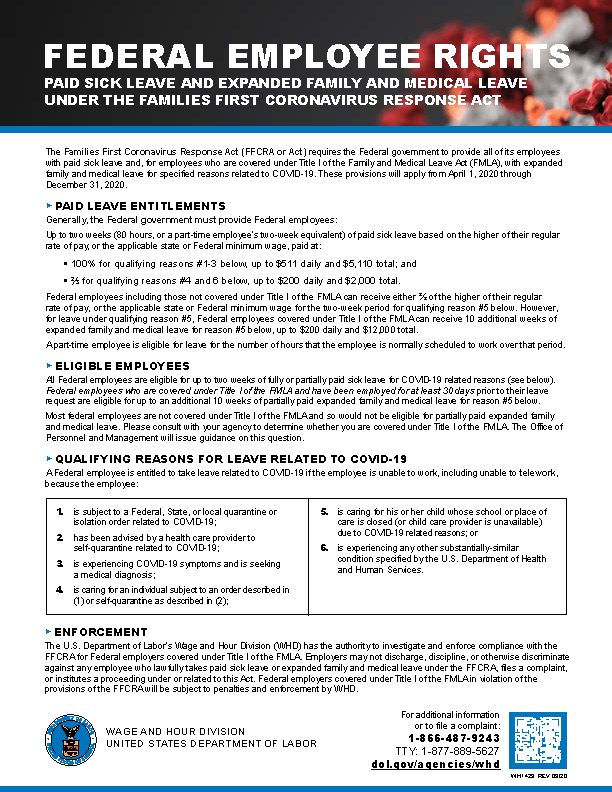 FEDERAL EMPLOYEE RIGHTS
PAID SICK LEAVE AND EXPANDED FAMILY AND MEDICAL LEAVE
UNDER THE FAMILIES FIRST CORONAVIRUS RESPONSE ACT
The Families First Coronavirus Response Act (FFCRA or Act) requires the Federal government to provide all of its employees
with paid sick leave and, for employees who are covered under Title I of the Family and Medical Leave Act (FMLA), with expanded
family and medical leave for specified reasons related to COVID-19. These provisions will apply from April 1, 2020 through
December 31, 2020.
▸ PAID LEAVE ENTITLEMENTS
Generally, the Federal government must provide Federal employees:
Up to two weeks (80 hours, or a part-time employee's two-week equivalent) of paid sick leave based on the higher of their regular
rate of pay, or the applicable state or Federal minimum wage, paid at:
• 100% for qualifying reasons #1-3 below, up to $511 daily and $5,110 total; and
• ⅔ for qualifying reasons #4 and 6 below, up to $200 daily and $2,000 total.
Federal employees including those not covered under Title I of the FMLA can receive either ⅔ of the higher of their regular
rate of pay, or the applicable state or Federal minimum wage for the two-week period for qualifying reason #5 below. However,
for leave under qualifying reason #5, Federal employees covered under Title I of the FMLA can receive 10 additional weeks of
expanded family and medical leave for reason #5 below, up to $200 daily and $12,000 total.
A part-time employee is eligible for leave for the number of hours that the employee is normally scheduled to work over that period.
▸ ELIGIBLE EMPLOYEES
All Federal employees are eligible for up to two weeks of fully or partially paid sick leave for COVID-19 related reasons (see below).
Federal employees who are covered under Title I of the FMLA and have been employed for at least 30 days prior to their leave
request are eligible for up to an additional 10 weeks of partially paid expanded family and medical leave for reason #5 below.
Most federal employees are not covered under Title I of the FMLA and so would not be eligible for partially paid expanded family
and medical leave. Please consult with your agency to determine whether you are covered under Title I of the FMLA. The Office of
Personnel and Management will issue guidance on this question.
▸ QUALIFYING REASONS FOR LEAVE RELATED TO COVID-19
A Federal employee is entitled to take leave related to COVID-19 if the employee is unable to work, including unable to telework,
because the employee:
1. is subject to a Federal, State, or local quarantine or
isolation order related to COVID-19;
2. has been advised by a health care provider to
self-quarantine related to COVID-19;
3. is experiencing COVID-19 symptoms and is seeking
a medical diagnosis;
4. is caring for an individual subject to an order described in
(1) or self-quarantine as described in (2);
5. is caring for his or her child whose school or place of
care is closed (or child care provider is unavailable)
due to COVID-19 related reasons; or
6. is experiencing any other substantially-similar
condition specified by the U.S. Department of Health
and Human Services.
▸ ENFORCEMENT
The U.S. Department of Labor's Wage and Hour Division (WHD) has the authority to investigate and enforce compliance with the
FFCRA for Federal employers covered under Title I of the FMLA. Employers may not discharge, discipline, or otherwise discriminate
against any employee who lawfully takes paid sick leave or expanded family and medical leave under the FFCRA, files a complaint,
or institutes a proceeding under or related to this Act. Federal employers covered under Title I of the FMLA in violation of the
provisions of the FFCRA will be subject to penalties and enforcement by WHD.
WAGE AND HOUR DIVISION
UNITED STATES DEPARTMENT OF LABOR
For additional information
or to file a complaint:
1-866-487-9243
TTY: 1-877-889-5627
dol.gov/agencies/whd